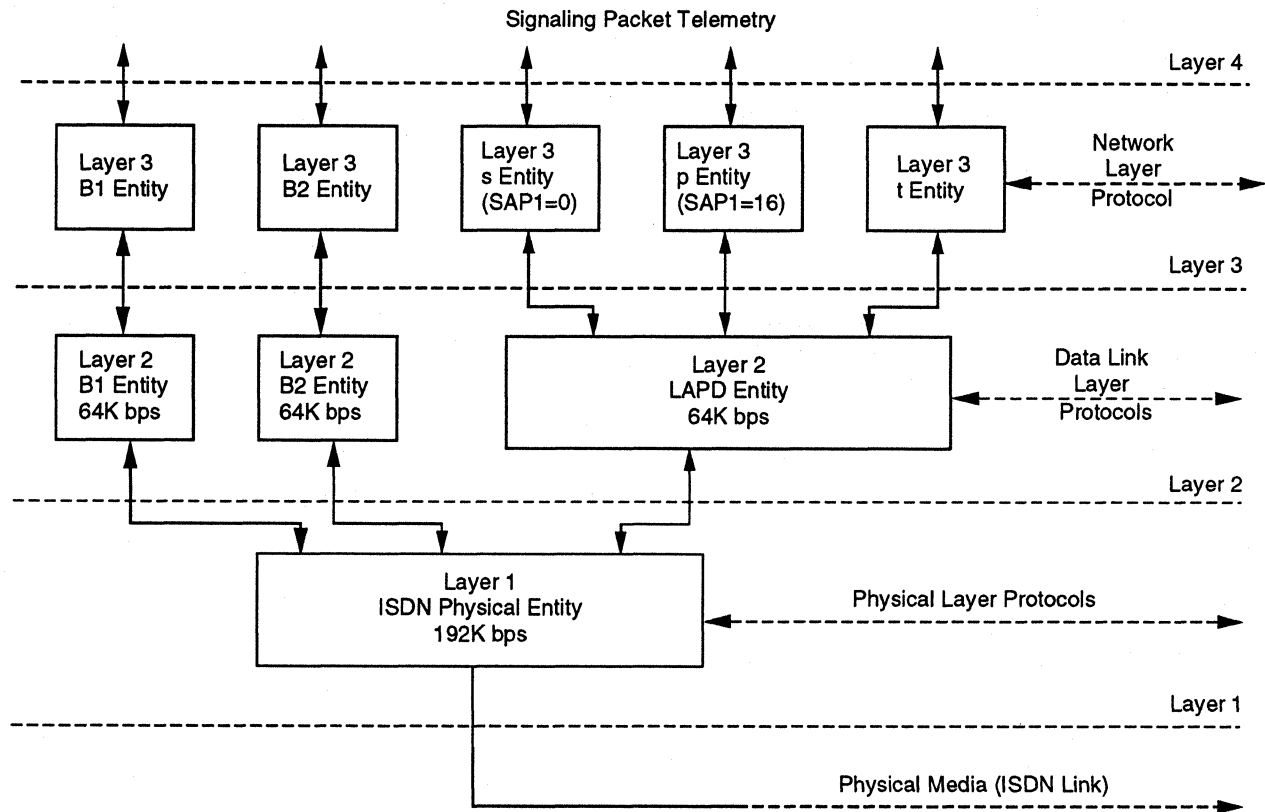 Signaling Packet Telemetry
Layer 4
Layer 3
B1 Entity
Layer 3
B2 Entity
Layer 3
s Entity
(SAP1=0)
Layer 3
p Entity
(SAP1=16)
Layer 3
t Entity
Network
Layer
Protocol
Layer 3
Layer 2
B1 Entity
64K bps
Layer 2
B2 Entity
64K bps
Layer 2
LAPD Entity
64K bps
Data Link
Layer
Protocols
Layer 2
Layer 1
ISDN Physical Entity
192K bps
Physical Layer Protocols
Layer 1
Physical Media (ISDN Link)